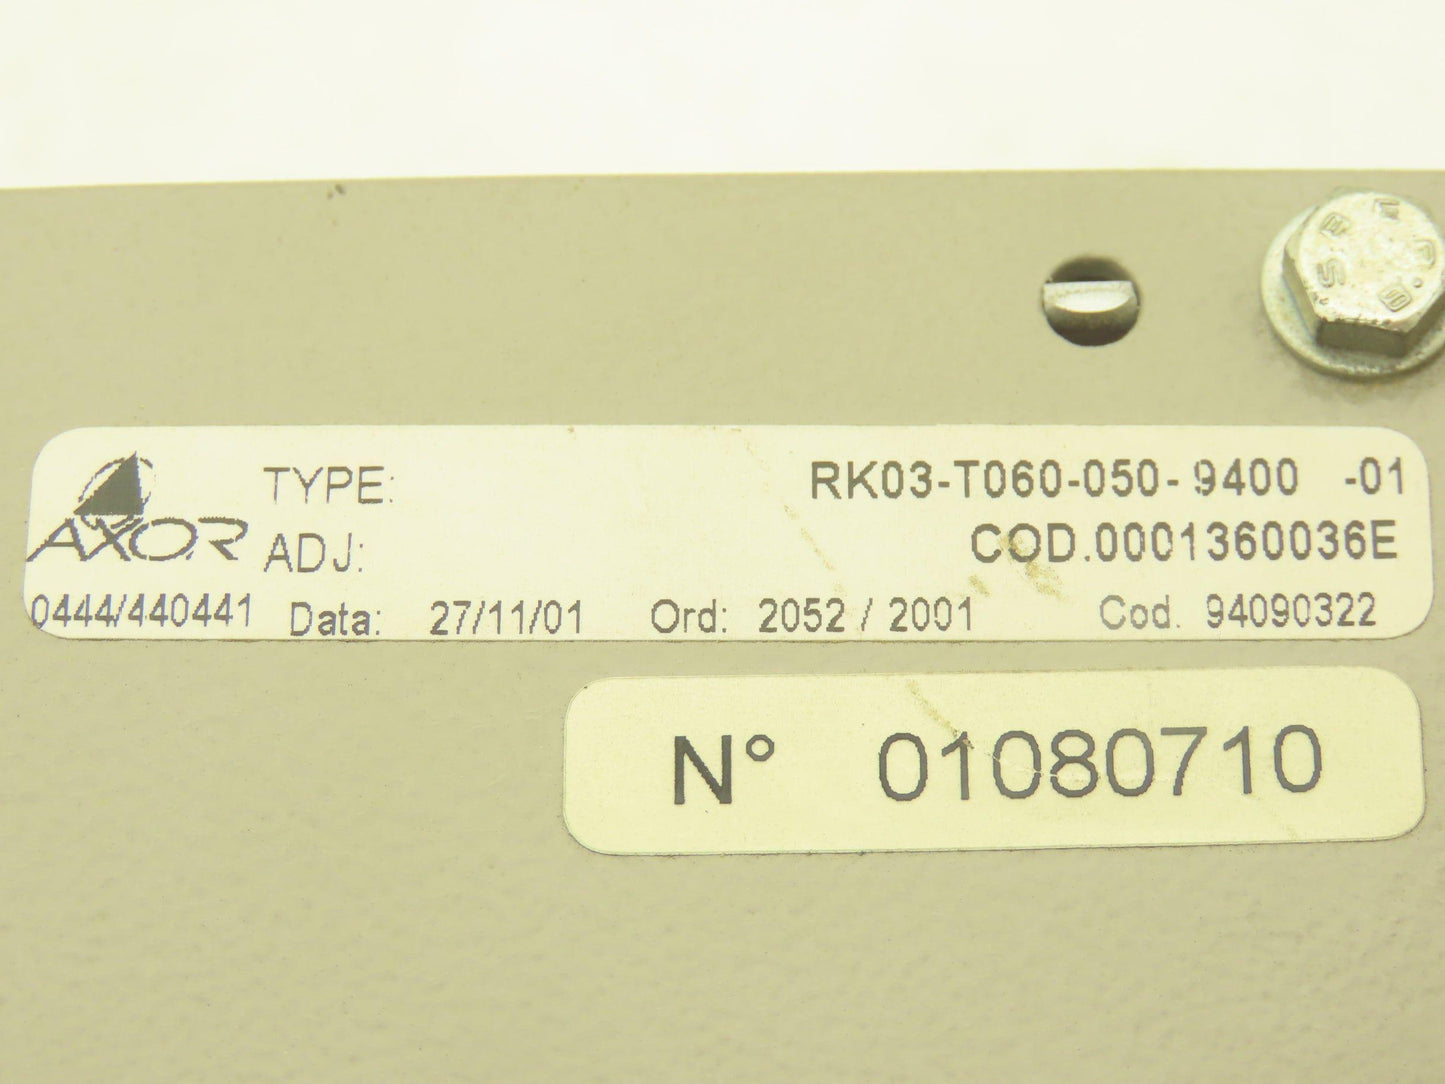 AXOR
TYPE: RK03-T060-050-9400 -01
ADJ: COD.0001360036E
0444/440441 Data: 27/11/01 Ord: 2052 / 2001 Cod. 94090322
N° 01080710